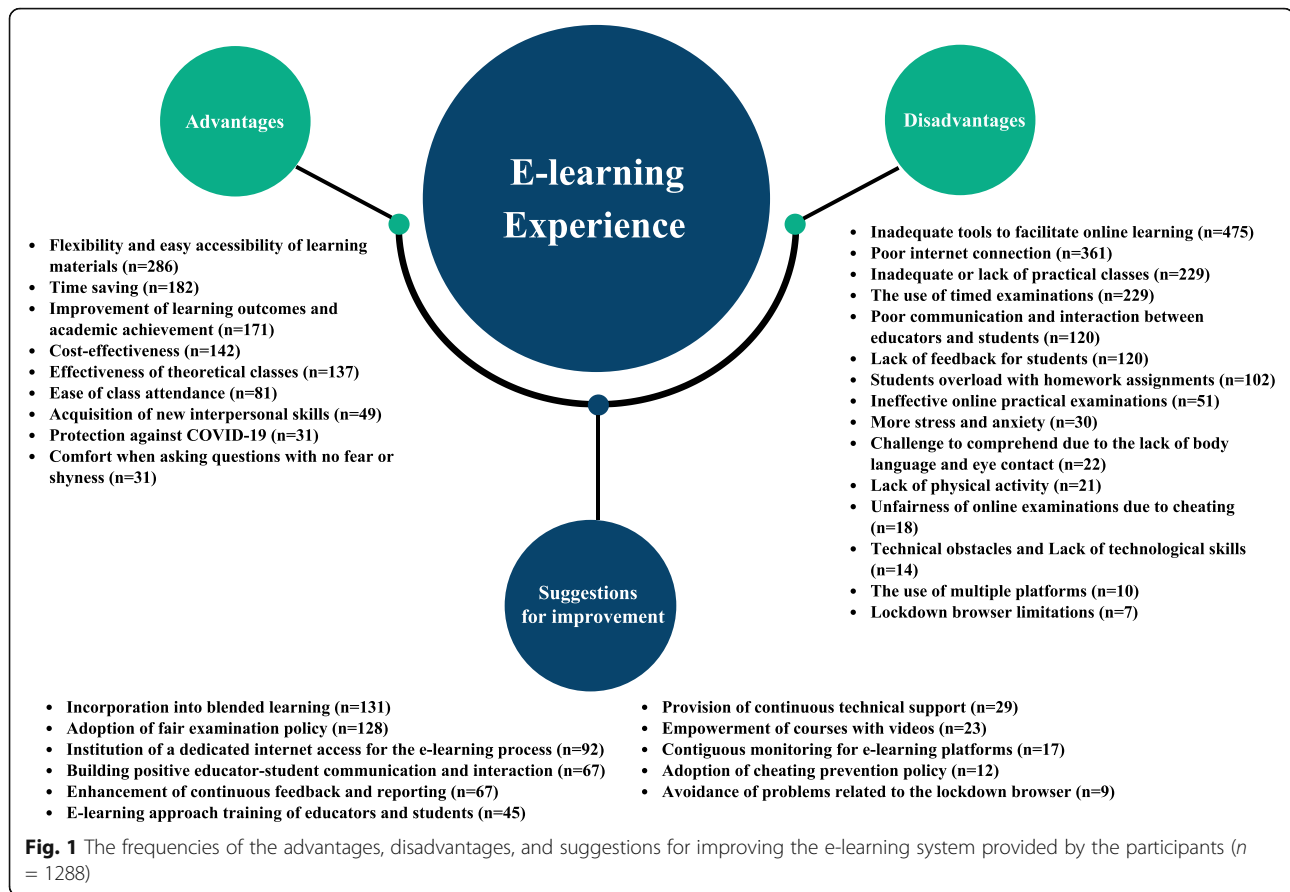 Advantages
E-learning
Experience
Disadvantages
• Flexibility and easy accessibility of learning
materials (n=286)
• Time saving (n=182)
• Improvement of learning outcomes and
academic achievement (n=171)
• Cost-effectiveness (n=142)
• Effectiveness of theoretical classes (n=137)
• Ease of class attendance (n=81)
• Acquisition of new interpersonal skills (n=49)
• Protection against COVID-19 (n=31)
• Comfort when asking questions with no fear or
shyness (n=31)
• Inadequate tools to facilitate online learning (n=475)
• Poor internet connection (n=361)
• Inadequate or lack of practical classes (n=229)
• The use of timed examinations (n=229)
• Poor communication and interaction between
educators and students (n=120)
• Lack of feedback for students (n=120)
• Students overload with homework assignments (n=102)
• Ineffective online practical examinations (n=51)
• More stress and anxiety (n=30)
• Challenge to comprehend due to the lack of body
language and eye contact (n=22)
• Lack of physical activity (n=21)
• Unfairness of online examinations due to cheating
(n=18)
• Technical obstacles and Lack of technological skills
(n=14)
• The use of multiple platforms (n=10)
• Lockdown browser limitations (n=7)
Suggestions
for improvement
• Incorporation into blended learning (n=131)
• Adoption of fair examination policy (n=128)
• Institution of a dedicated internet access for the e-learning process (n=92)
• Building positive educator-student communication and interaction (n=67)
• Enhancement of continuous feedback and reporting (n=67)
• E-learning approach training of educators and students (n=45)
• Provision of continuous technical support (n=29)
• Empowerment of courses with videos (n=23)
• Contiguous monitoring for e-learning platforms (n=17)
• Adoption of cheating prevention policy (n=12)
• Avoidance of problems related to the lockdown browser (n=9)
Fig. 1 The frequencies of the advantages, disadvantages, and suggestions for improving the e-learning system provided by the participants (n
= 1288)